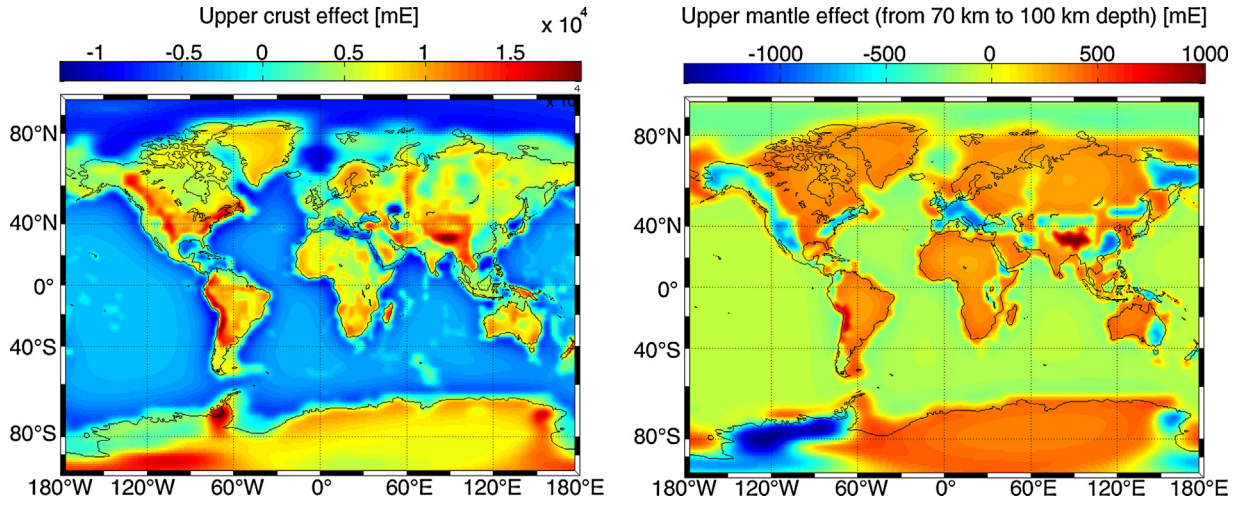 Upper crust effect [mE]
x 10⁴
-1 -0.5 0 0.5 1 1.5
4
80°N
40°N
0°
40°S
80°S
180°W 120°W 60°W 0° 60°E 120°E 180°E
Upper mantle effect (from 70 km to 100 km depth) [mE]
-1000 -500 0 500 1000
80°N
40°N
0°
40°S
80°S
180°W 120°W 60°W 0° 60°E 120°E 180°E